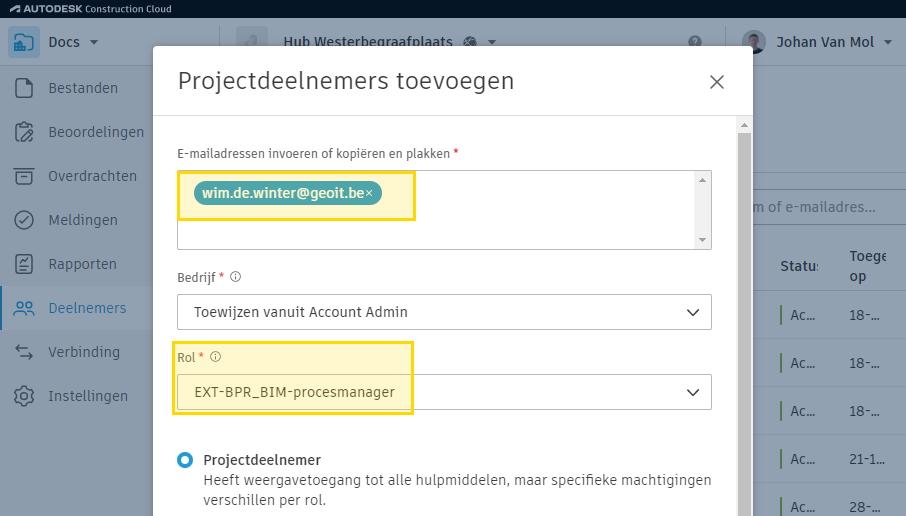 AUTODESK Construction Cloud
Docs
Hub Westerbegraafplaats
Johan Van Mol
Bestanden
Beoordelingen
Overdrachten
Meldingen
Rapporten
Deelnemers
Verbinding
Instellingen
Projectdeelnemers toevoegen
E-mailadressen invoeren of kopiëren en plakken *
wim.de.winter@geoit.be×
Bedrijf *
Toewijzen vanuit Account Admin
Rol *
EXT-BPR_BIM-procesmanager
Projectdeelnemer
Heeft weergavetoegang tot alle hulpmiddelen, maar specifieke machtigingen
verschillen per rol.
m of e-mailadres...
Status
Toege
op
Ac... 18-...
Ac... 18-...
Ac... 18-...
Ac... 21-1...
Ac... 28-...